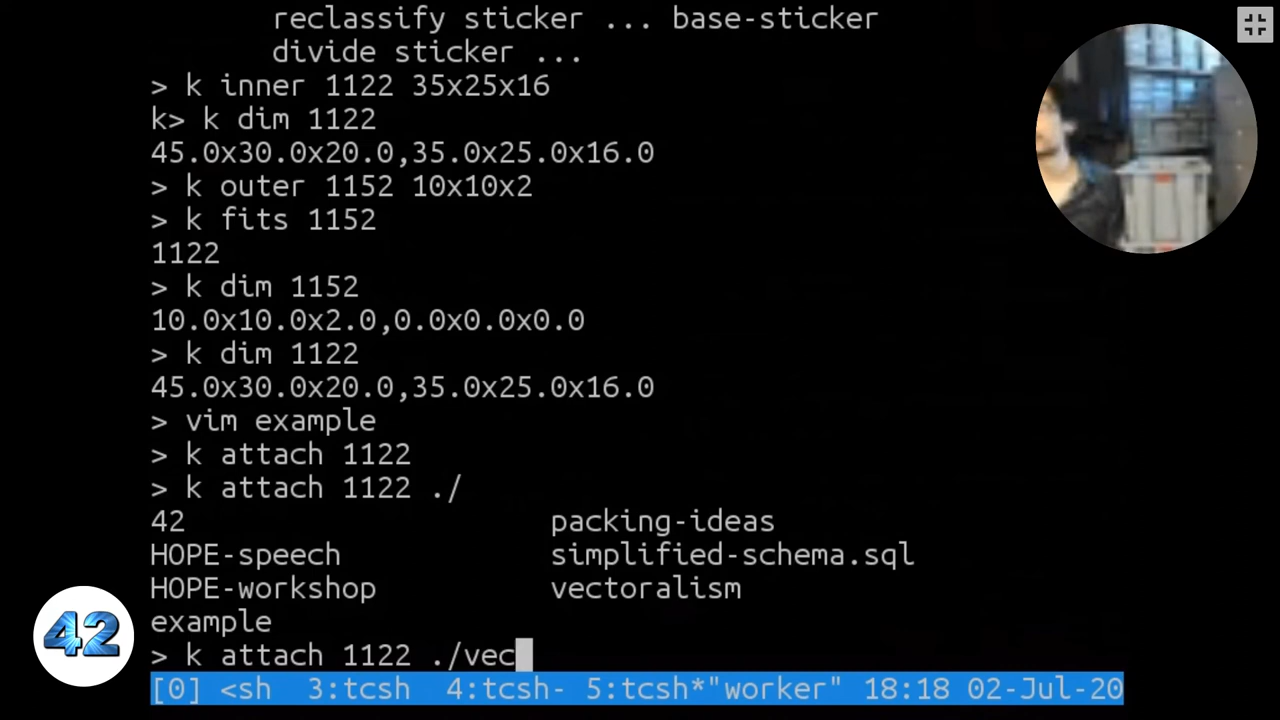 reclassify sticker ... base-sticker
divide sticker ...
> k inner 1122 35x25x16
k> k dim 1122
45.0x30.0x20.0,35.0x25.0x16.0
> k outer 1152 10x10x2
> k fits 1152
1122
> k dim 1152
10.0x10.0x2.0,0.0x0.0x0.0
> k dim 1122
45.0x30.0x20.0,35.0x25.0x16.0
> vim example
> k attach 1122
> k attach 1122 ./
42 packing-ideas
HOPE-speech simplified-schema.sql
HOPE-workshop vectoralism
example
> k attach 1122 ./vec
[0] <sh 3:tcsh 4:tcsh- 5:tcsh*"worker" 18:18 02-Jul-20
42